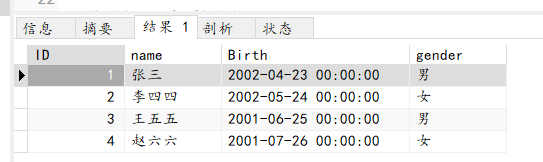 信息 摘要 结果 1 剖析 状态
ID name Birth gender
1 张三 2002-04-23 00:00:00 男
2 李四四 2002-05-24 00:00:00 女
3 王五五 2001-06-25 00:00:00 男
4 赵六六 2001-07-26 00:00:00 女